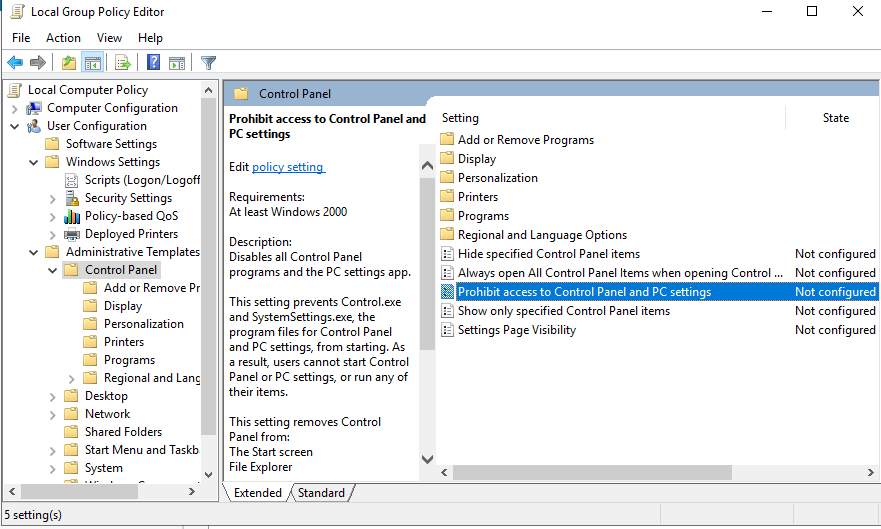 Local Group Policy Editor
File Action View Help
Local Computer Policy
Computer Configuration
User Configuration
Software Settings
Windows Settings
Scripts (Logon/Logoff
Security Settings
Policy-based QoS
Deployed Printers
Administrative Templates
Control Panel
Add or Remove Pr
Display
Personalization
Printers
Programs
Regional and Lang
Desktop
Network
Shared Folders
Start Menu and Taskb
System
Control Panel
Prohibit access to Control Panel and
PC settings
Edit policy setting
Requirements:
At least Windows 2000
Description:
Disables all Control Panel
programs and the PC settings app.
This setting prevents Control.exe
and SystemSettings.exe, the
program files for Control Panel
and PC settings, from starting. As
a result, users cannot start Control
Panel or PC settings, or run any of
their items.
This setting removes Control
Panel from:
The Start screen
File Explorer
Setting State
Add or Remove Programs
Display
Personalization
Printers
Programs
Regional and Language Options
Hide specified Control Panel items Not configured
Always open All Control Panel Items when opening Control ... Not configured
Prohibit access to Control Panel and PC settings Not configured
Show only specified Control Panel items Not configured
Settings Page Visibility Not configured
Extended Standard
5 setting(s)